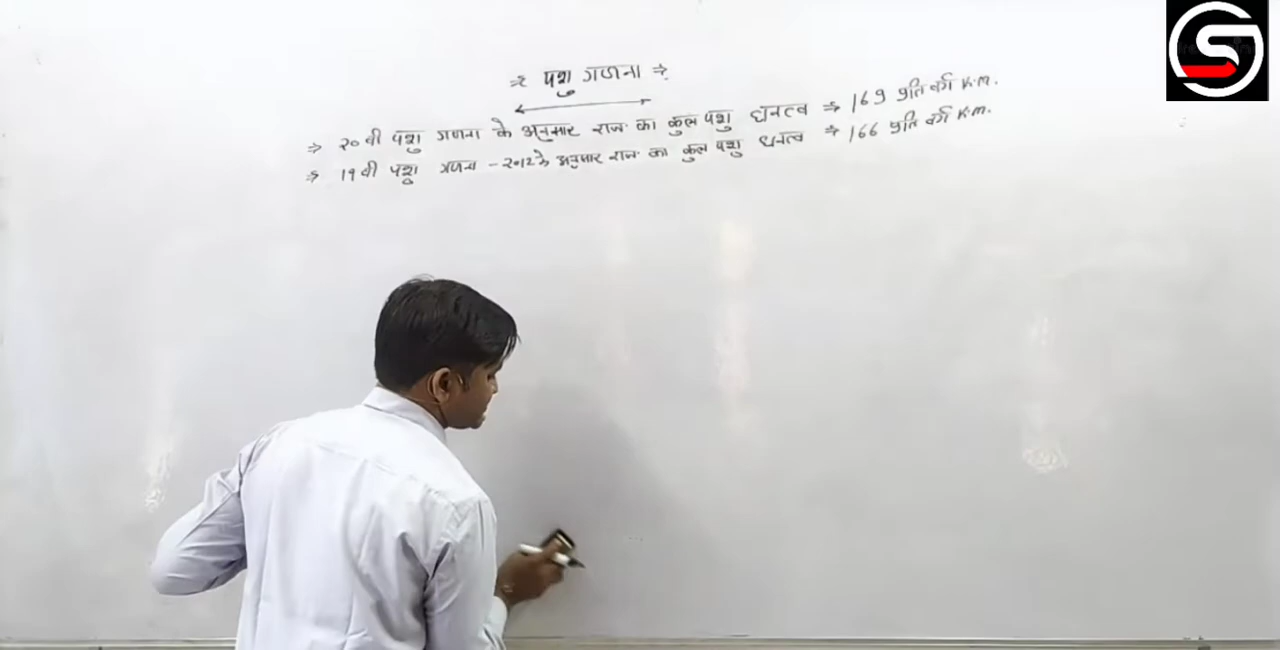 ⇒ पशु गणना ⇒
⇒ 20 वी पशु गणना के अनुसार राज. का कुल पशु घनत्व ⇒ 169 प्रति वर्ग K.m.
⇒ 19 वी पशु गणना - 2012 के अनुसार राज. का कुल पशु घनत्व ⇒ 166 प्रति वर्ग K.m.